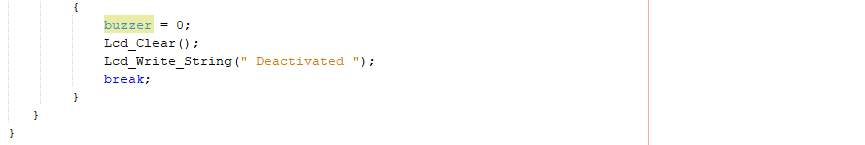 {
buzzer = 0;
Lcd_Clear();
Lcd_Write_String(" Deactivated ");
break;
}
}
}